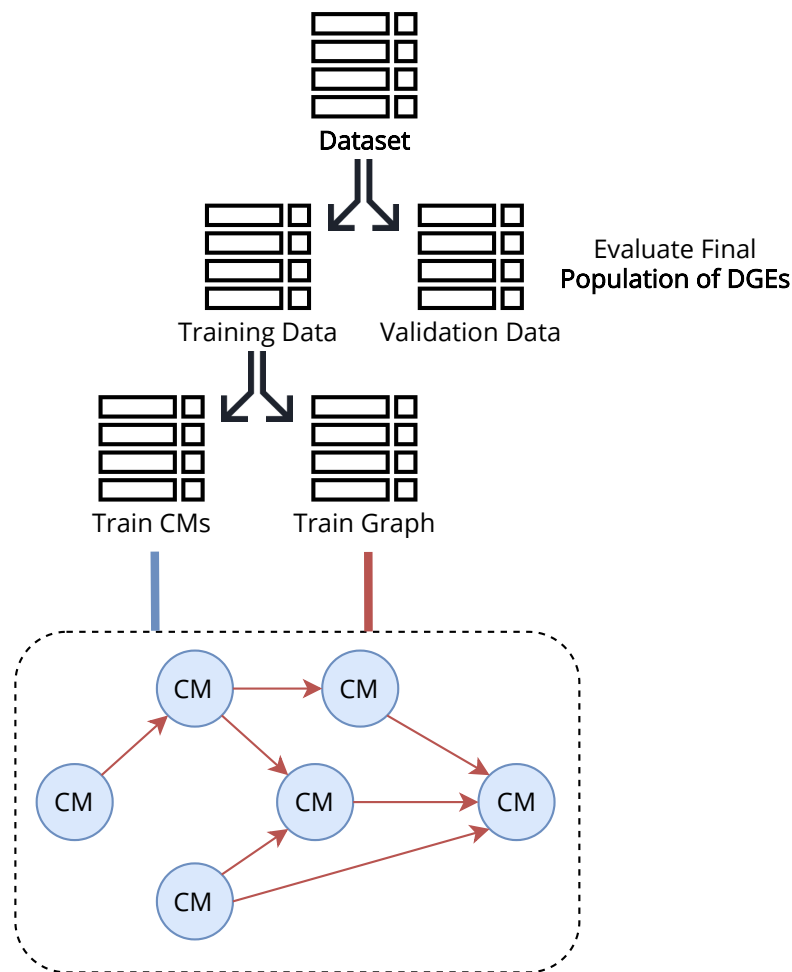 Dataset
Evaluate Final
Population of DGEs
Training Data
Validation Data
Train CMs
Train Graph
CM
CM
CM
CM
CM
CM